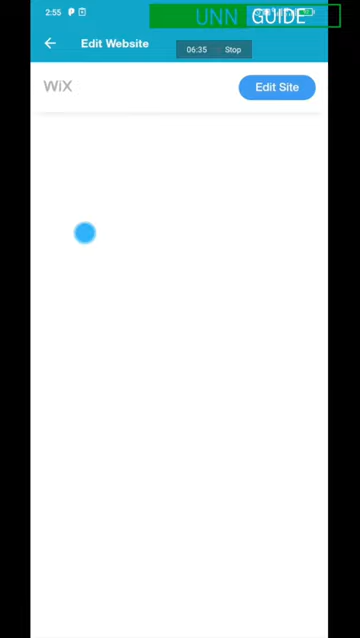 2:55
UNN GUIDE
Edit Website
06:35 Stop
WiX
Edit Site